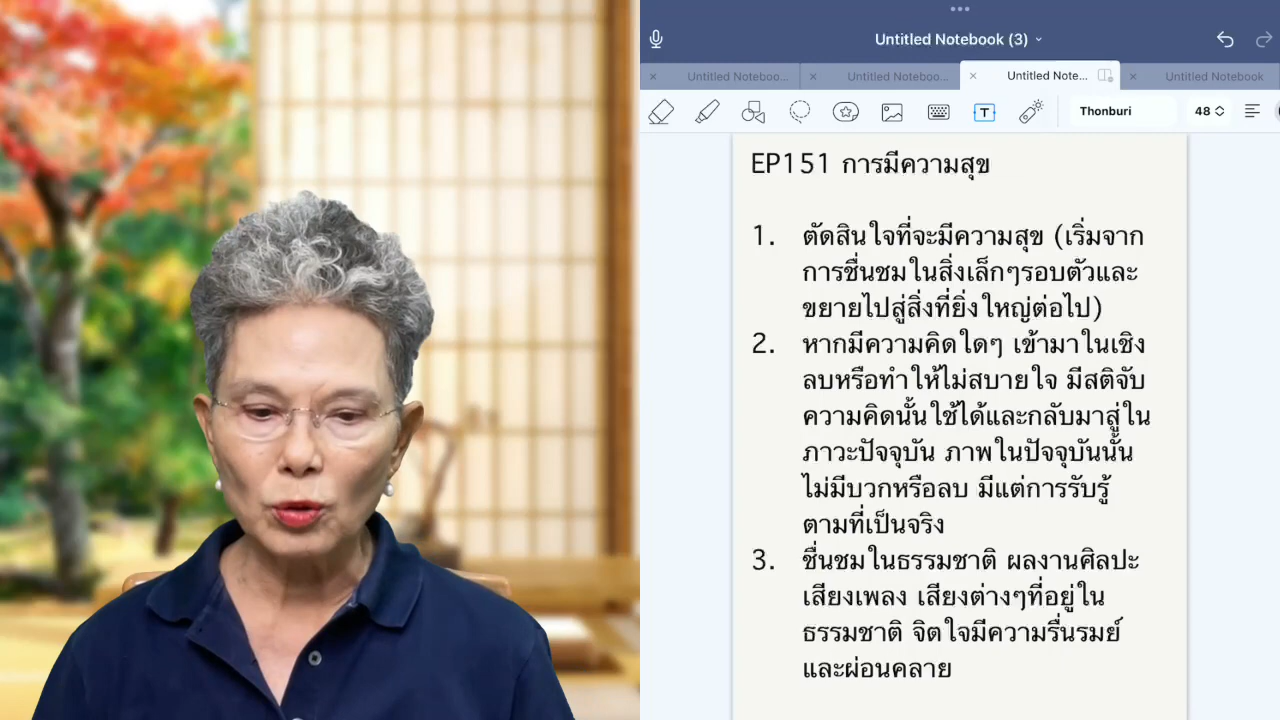 Untitled Notebook (3)
Untitled Noteboo...
Untitled Noteboo...
Untitled Note...
Untitled Notebook
T
Thonburi
48
EP151 การมีความสุข
1. ตัดสินใจที่จะมีความสุข (เริ่มจาก
การชื่นชมในสิ่งเล็กๆรอบตัวและ
ขยายไปสู่สิ่งที่ยิ่งใหญ่ต่อไป)
2. หากมีความคิดใดๆ เข้ามาในเชิง
ลบหรือทำให้ไม่สบายใจ มีสติจับ
ความคิดนั้นใช้ได้และกลับมาสู่ใน
ภาวะปัจจุบัน ภาพในปัจจุบันนั้น
ไม่มีบวกหรือลบ มีแต่การรับรู้
ตามที่เป็นจริง
3. ชื่นชมในธรรมชาติ ผลงานศิลปะ
เสียงเพลง เสียงต่างๆที่อยู่ใน
ธรรมชาติ จิตใจมีความรื่นรมย์
และผ่อนคลาย